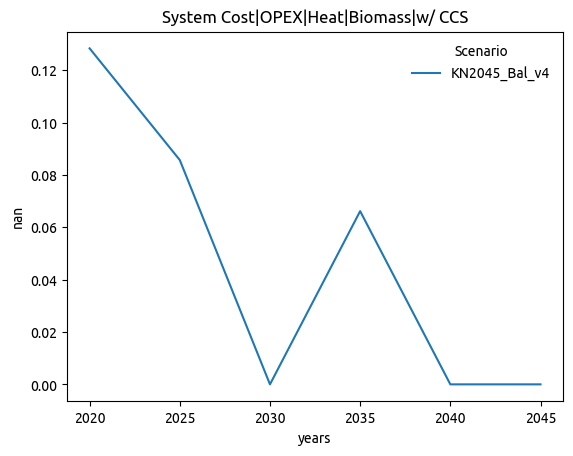 System Cost|OPEX|Heat|Biomass|w/ CCS
Scenario
KN2045_Bal_v4
0.12
0.10
0.08
0.06
0.04
0.02
0.00
nan
2020 2025 2030 2035 2040 2045
years